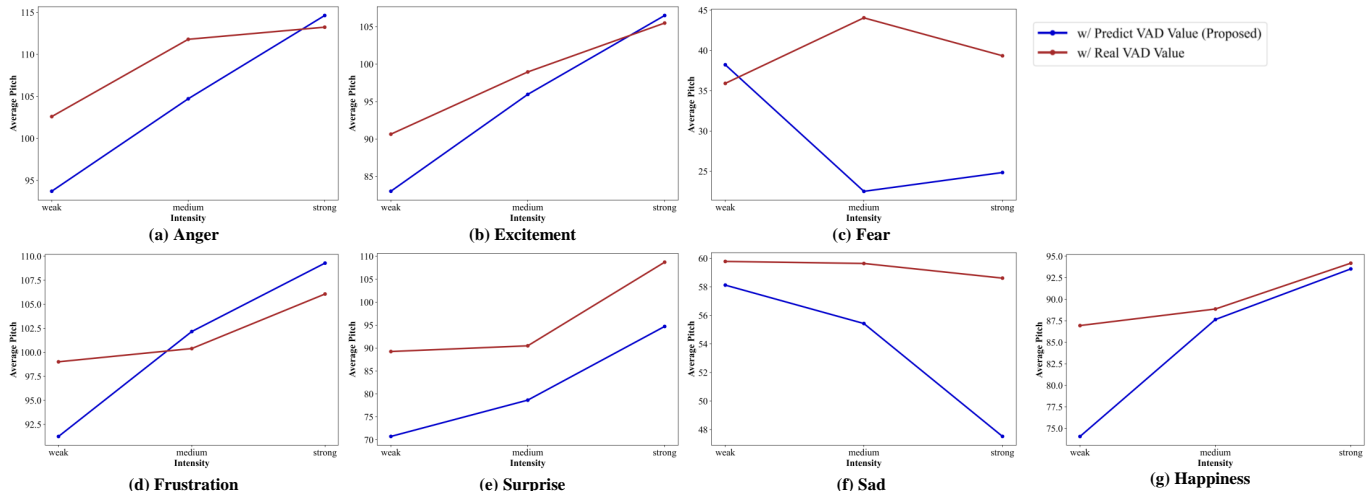 115
110
105
100
95
Average Pitch
weak
medium
strong
Intensity
(a) Anger
105
100
95
90
85
Average Pitch
weak
medium
strong
Intensity
(b) Excitement
45
40
35
30
25
Average Pitch
weak
medium
strong
Intensity
(c) Fear
w/ Predict VAD Value (Proposed)
w/ Real VAD Value
110.0
107.5
105.0
102.5
100.0
97.5
95.0
92.5
Average Pitch
weak
medium
strong
Intensity
(d) Frustration
110
105
100
95
90
85
80
75
70
Average Pitch
weak
medium
strong
Intensity
(e) Surprise
60
58
56
54
52
50
48
Average Pitch
weak
medium
strong
Intensity
(f) Sad
95.0
92.5
90.0
87.5
85.0
82.5
80.0
77.5
75.0
Average Pitch
weak
medium
strong
Intensity
(g) Happiness